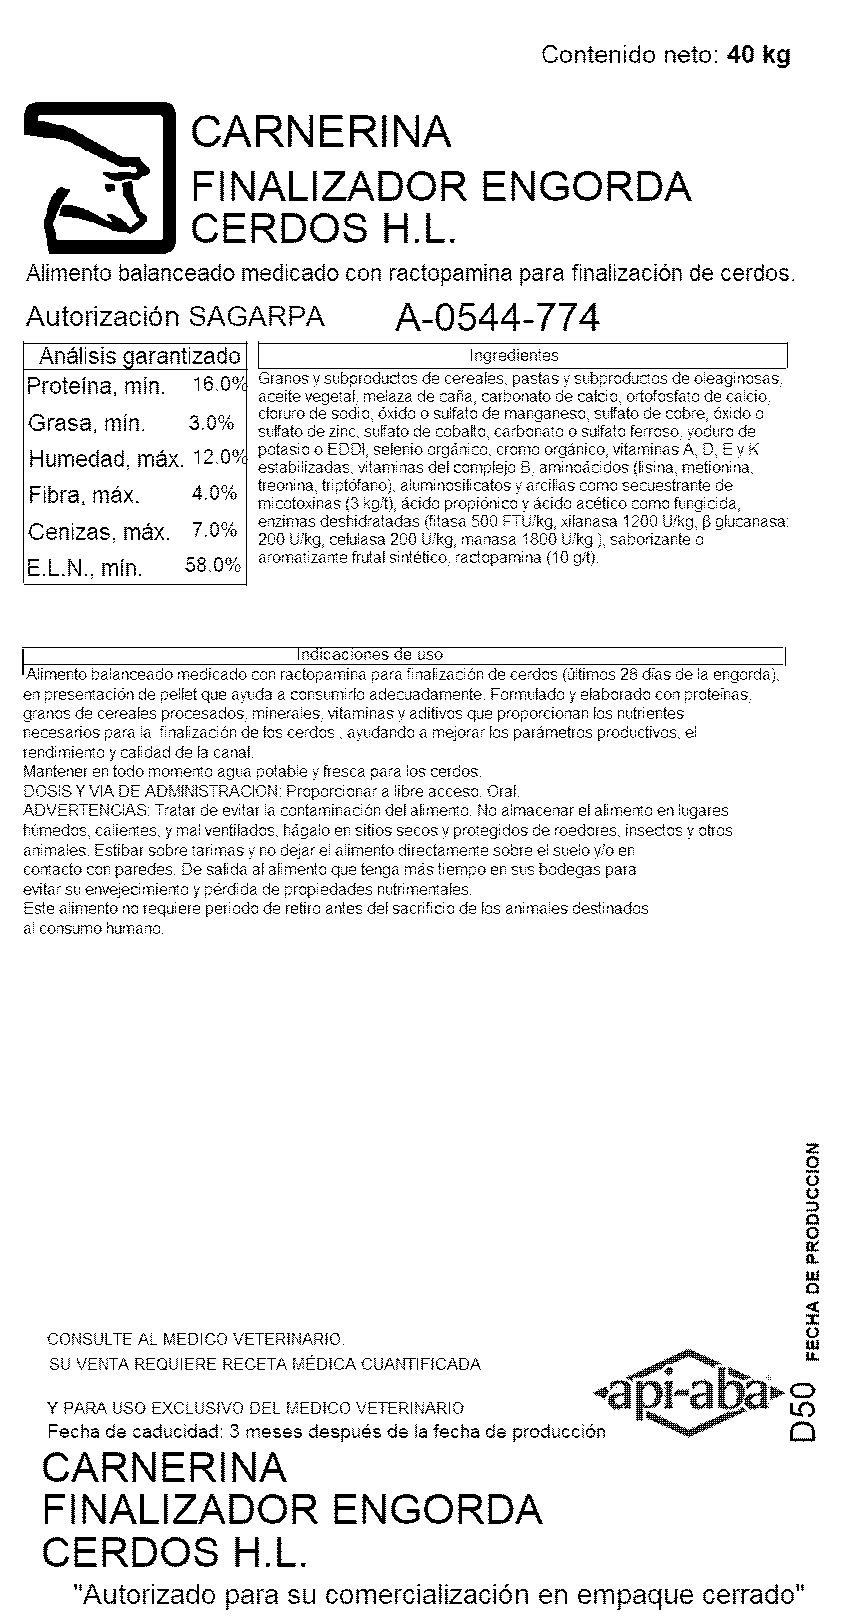 Contenido neto: 40 kg
CARNERINA
FINALIZADOR ENGORDA
CERDOS H.L.
Alimento balanceado medicado con ractopamina para finalización de cerdos.
Autorización SAGARPA A-0544-774
Análisis garantizado
Proteína, mín. 16.0%
Grasa, mín. 3.0%
Humedad, máx. 12.0%
Fibra, máx. 4.0%
Cenizas, máx. 7.0%
E.L.N., mín. 58.0%
Ingredientes
Granos y subproductos de cereales, pastas y subproductos de oleaginosas,
aceite vegetal, melaza de caña, carbonato de calcio, ortofosfato de calcio,
cloruro de sodio, óxido o sulfato de manganeso, sulfato de cobre, óxido o
sulfato de zinc, sulfato de cobalto, carbonato o sulfato ferroso, yoduro de
potasio o EDDI, selenio orgánico, cromo orgánico, vitaminas A, D, E y K
estabilizadas, vitaminas del complejo B, aminoácidos (lisina, metionina,
treonina, triptófano), aluminosilicatos y arcillas como secuestrante de
micotoxinas (3 kg/t), ácido propiónico y ácido acético como fungicida,
enzimas deshidratadas (fitasa 500 FTU/kg, xilanasa 1200 U/kg, β glucanasa:
200 U/kg, celulasa 200 U/kg, manasa 1800 U/kg ), saborizante o
aromatizante frutal sintético, ractopamina (10 g/t).
Indicaciones de uso
Alimento balanceado medicado con ractopamina para finalización de cerdos (últimos 28 días de la engorda),
en presentación de pellet que ayuda a consumirlo adecuadamente. Formulado y elaborado con proteínas,
granos de cereales procesados, minerales, vitaminas y aditivos que proporcionan los nutrientes
necesarios para la finalización de los cerdos , ayudando a mejorar los parámetros productivos, el
rendimiento y calidad de la canal.
Mantener en todo momento agua potable y fresca para los cerdos.
DOSIS Y VIA DE ADMINISTRACION: Proporcionar a libre acceso. Oral.
ADVERTENCIAS: Tratar de evitar la contaminación del alimento. No almacenar el alimento en lugares
húmedos, calientes, y mal ventilados, hágalo en sitios secos y protegidos de roedores, insectos y otros
animales. Estibar sobre tarimas y no dejar el alimento directamente sobre el suelo y/o en
contacto con paredes. De salida al alimento que tenga más tiempo en sus bodegas para
evitar su envejecimiento y pérdida de propiedades nutrimentales.
Este alimento no requiere periodo de retiro antes del sacrificio de los animales destinados
al consumo humano.
FECHA DE PRODUCCION
D50
CONSULTE AL MEDICO VETERINARIO.
SU VENTA REQUIERE RECETA MÉDICA CUANTIFICADA
Y PARA USO EXCLUSIVO DEL MEDICO VETERINARIO
api-aba
Fecha de caducidad: 3 meses después de la fecha de producción
CARNERINA
FINALIZADOR ENGORDA
CERDOS H.L.
"Autorizado para su comercialización en empaque cerrado"